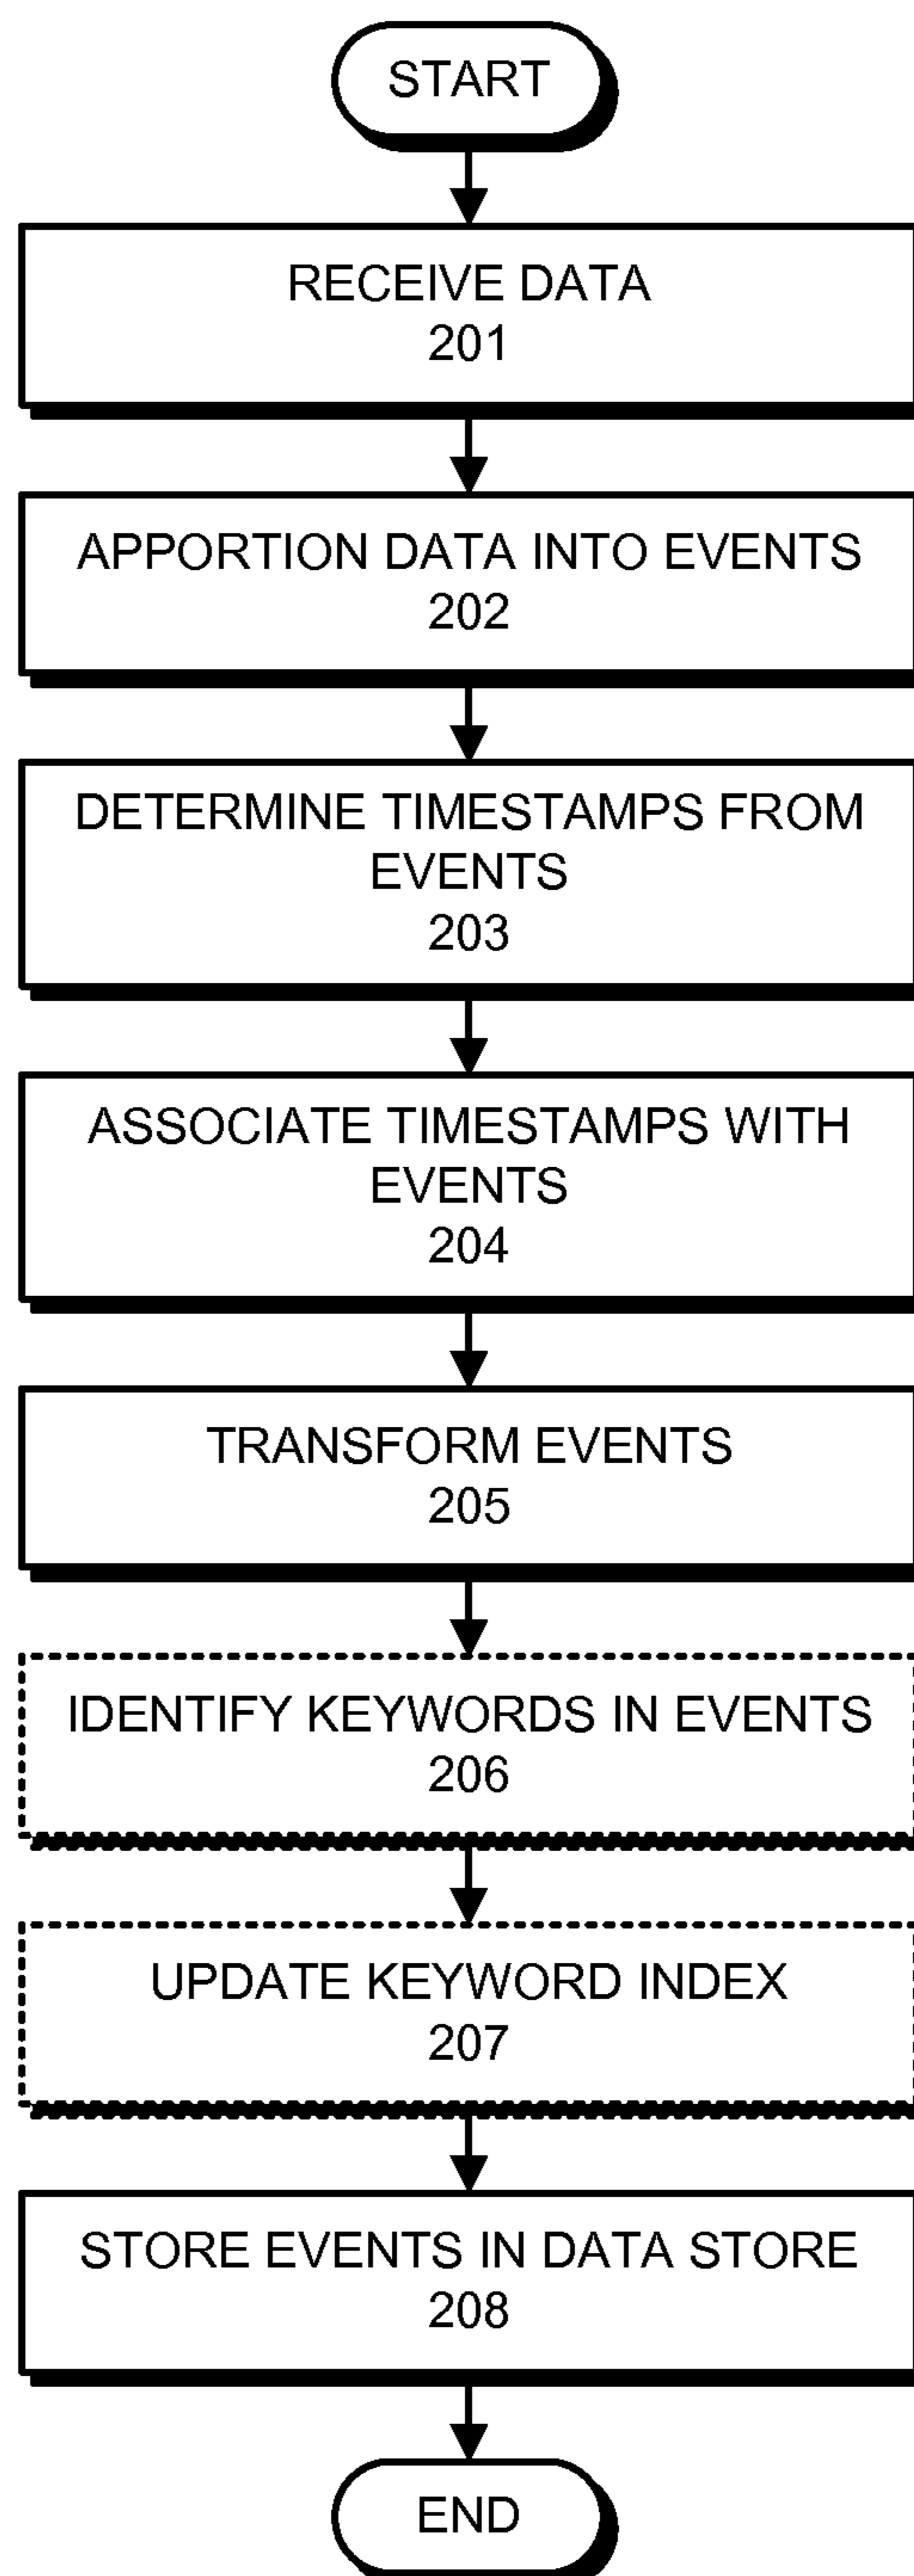 START
RECEIVE DATA
201
APPORTION DATA INTO EVENTS
202
DETERMINE TIMESTAMPS FROM
EVENTS
203
ASSOCIATE TIMESTAMPS WITH
EVENTS
204
TRANSFORM EVENTS
205
IDENTIFY KEYWORDS IN EVENTS
206
UPDATE KEYWORD INDEX
207
STORE EVENTS IN DATA STORE
208
END